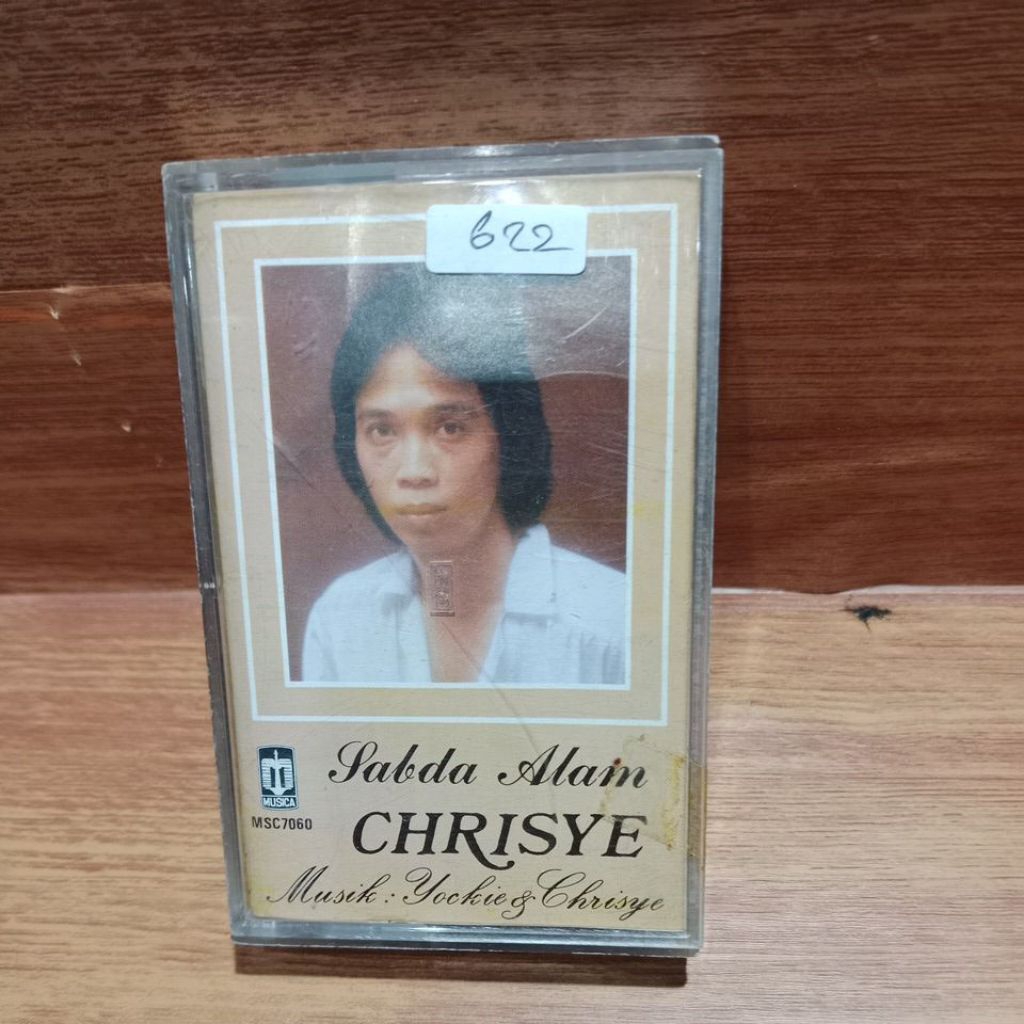 622
Sabda Alam
MUSICA
MSC7060
CHRISYE
Musik: Yockie & Chrisye